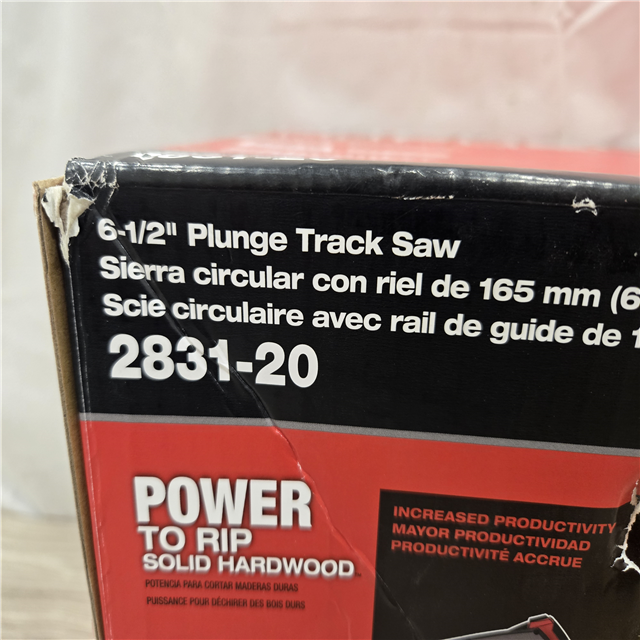 6-1/2" Plunge Track Saw
Sierra circular con riel de 165 mm (6
Scie circulaire avec rail de guide de 1
2831-20
POWER
TO RIP
SOLID HARDWOOD™
POTENCIA PARA CORTAR MADERAS DURAS
PUISSANCE POUR DÉCHIRER DES BOIS DURS
INCREASED PRODUCTIVITY
MAYOR PRODUCTIVIDAD
PRODUCTIVITÉ ACCRUE